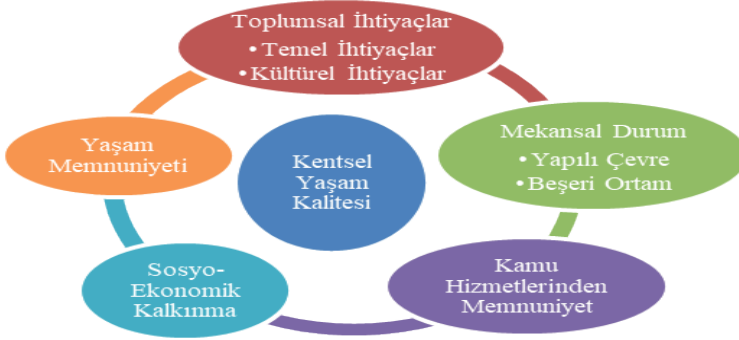 Toplumsal İhtiyaçlar
•Temel İhtiyaçlar
•Kültürel İhtiyaçlar
Mekansal Durum
•Yapılı Çevre
•Beşeri Ortam
Kamu
Hizmetlerinden
Memnuniyet
Sosyo-
Ekonomik
Kalkınma
Yaşam
Memnuniyeti
Kentsel
Yaşam
Kalitesi